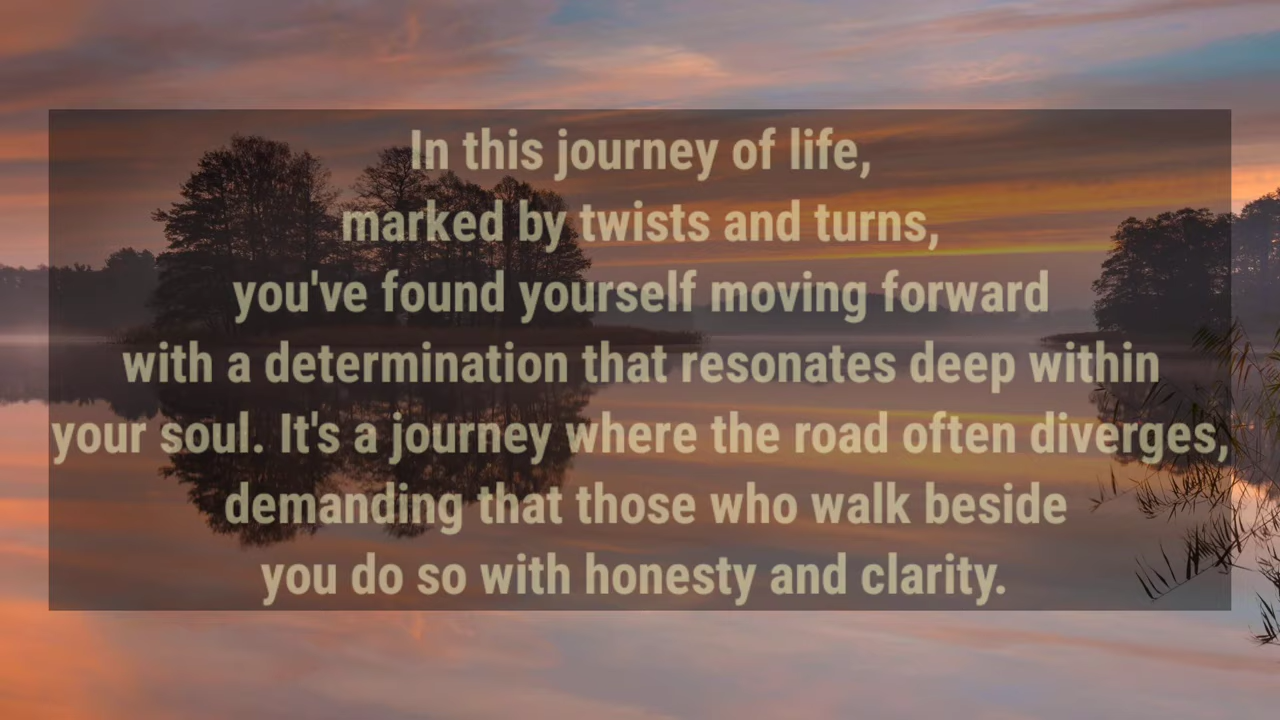 In this journey of life,
marked by twists and turns,
you've found yourself moving forward
with a determination that resonates deep within
your soul. It's a journey where the road often diverges,
demanding that those who walk beside
you do so with honesty and clarity.